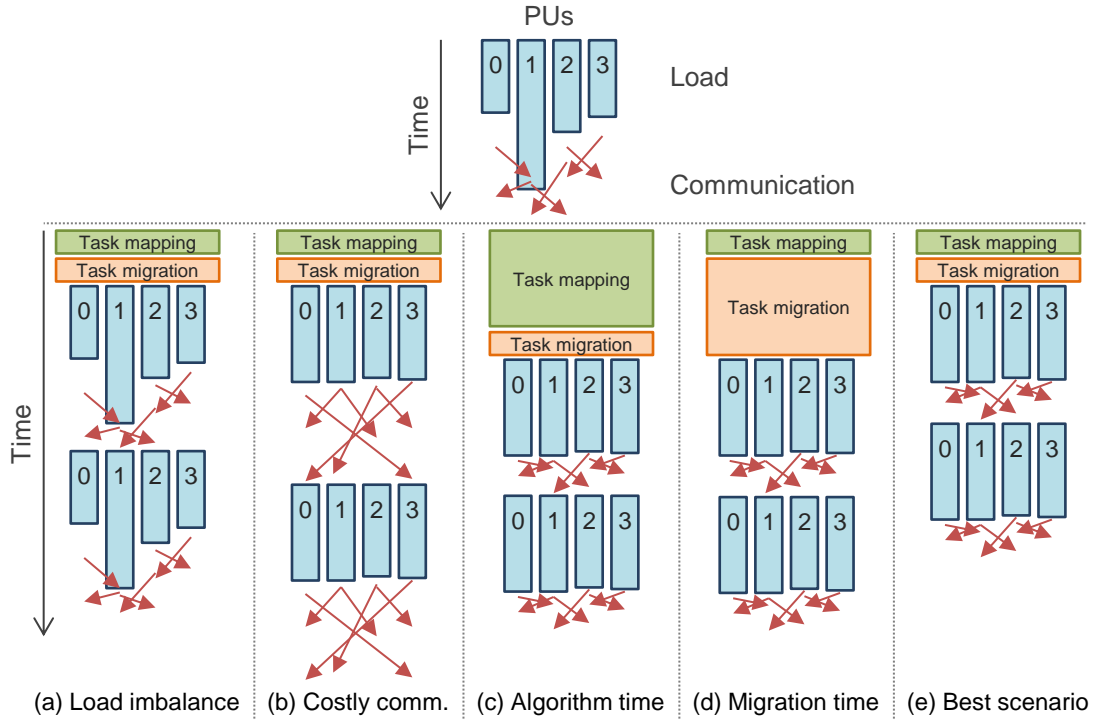 PUs
0 1 2 3
Load
Time
Communication
Task mapping
Task migration
0 1 2 3
0 1 2 3
Task mapping
Task migration
0 1 2 3
0 1 2 3
Task mapping
Task migration
0 1 2 3
0 1 2 3
Task mapping
Task migration
0 1 2 3
0 1 2 3
Task mapping
Task migration
0 1 2 3
0 1 2 3
Time
(a) Load imbalance
(b) Costly comm.
(c) Algorithm time
(d) Migration time
(e) Best scenario